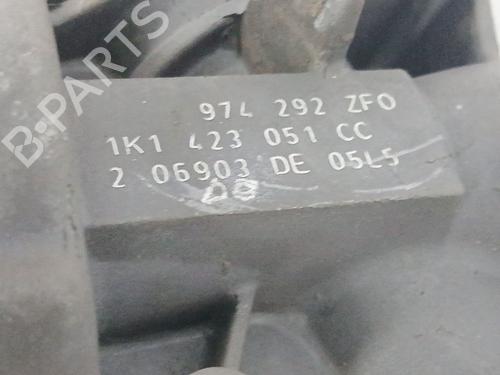 974 292 ZFO
1K1 423 051 CC
2 06903 DE 05L5
B-PARTS